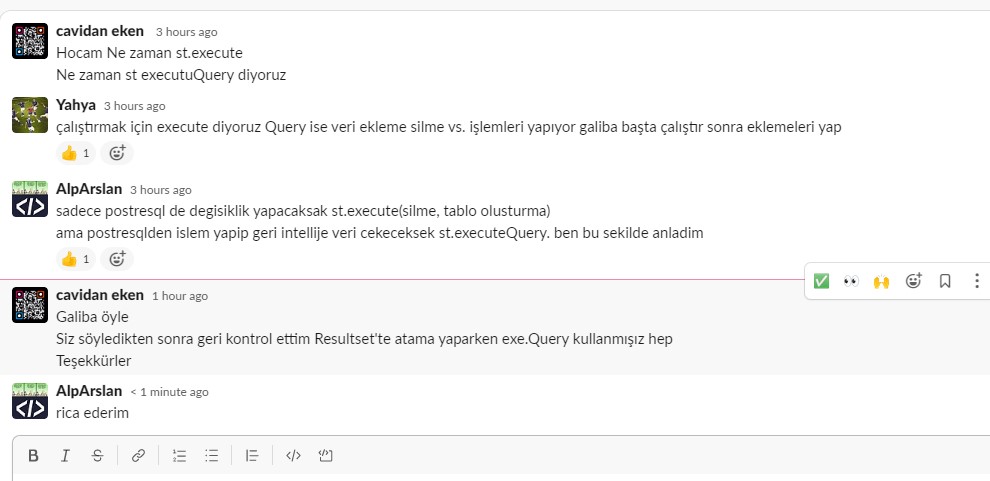 cavidan eken 3 hours ago
Hocam Ne zaman st.execute
Ne zaman st executuQuery diyoruz
Yahya 3 hours ago
çalıştırmak için execute diyoruz Query ise veri ekleme silme vs. işlemleri yapıyor galiba başta çalıştır sonra eklemeleri yap
1
AlpArslan 3 hours ago
sadece postresql de degisiklik yapacaksak st.execute(silme, tablo olusturma)
ama postresqlden islem yapip geri intellije veri cekeceksek st.executeQuery. ben bu sekilde anladim
1
cavidan eken 1 hour ago
Galiba öyle
Siz söyledikten sonra geri kontrol ettim Resultset'te atama yaparken exe.Query kullanmışız hep
Teşekkürler
AlpArslan < 1 minute ago
rica ederim